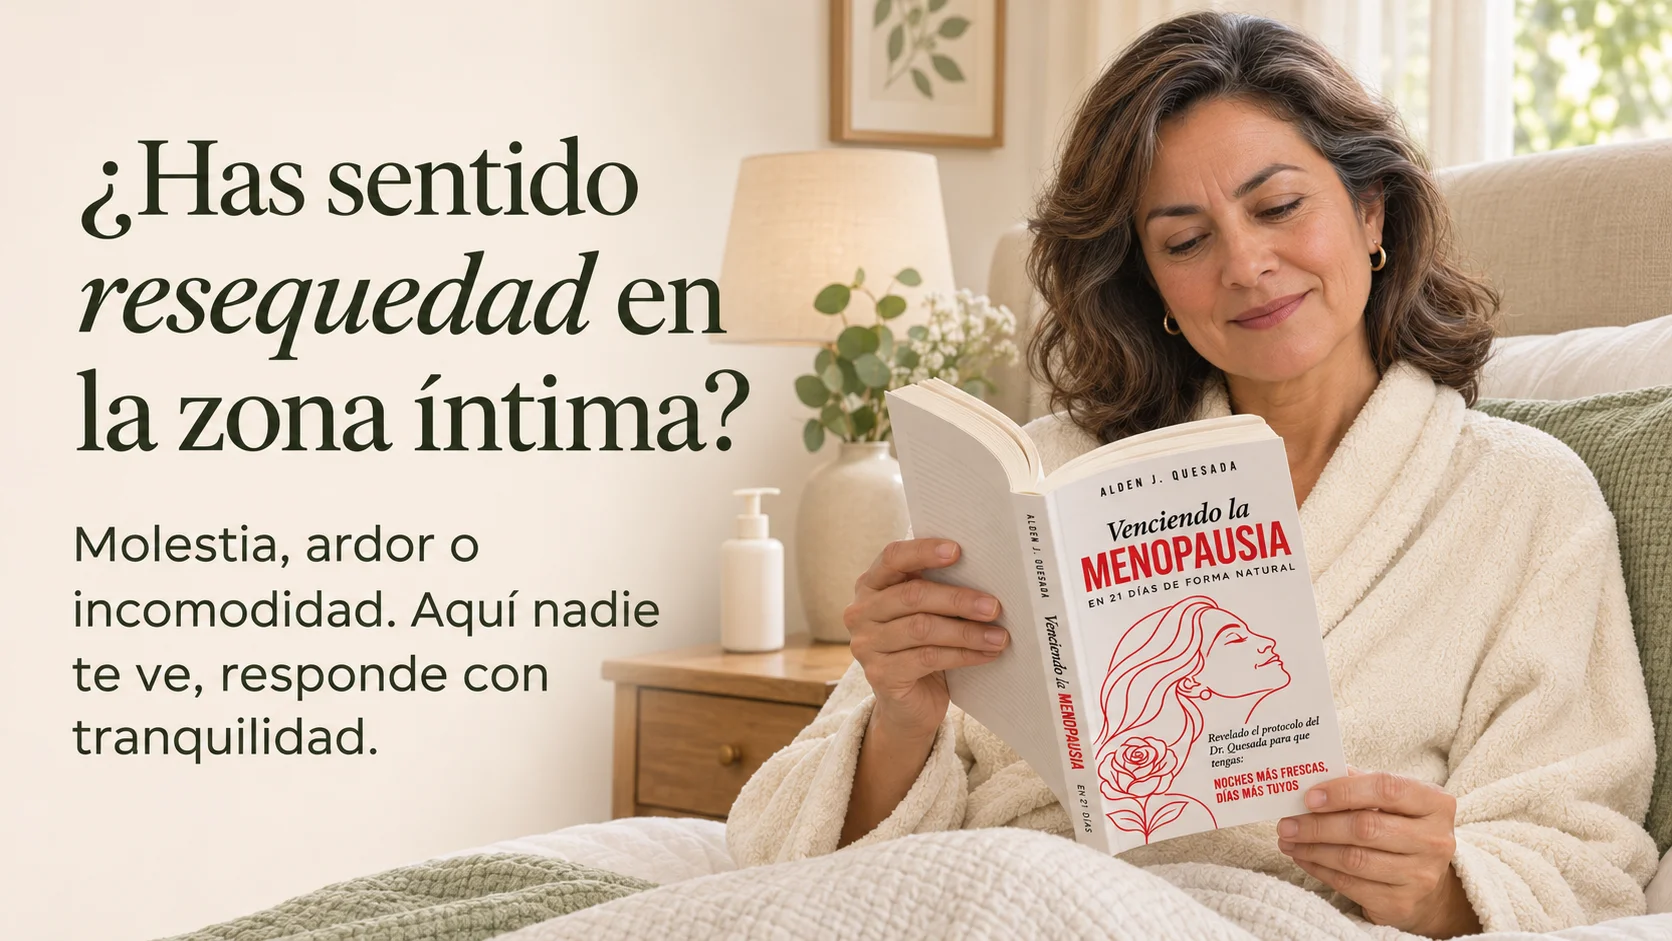 ¿Has sentido
resequedad en
la zona íntima?
Molestia, ardor o
incomodidad. Aquí nadie
te ve, responde con
tranquilidad.
ALDEN J. QUESADA
Venciendo la
MENOPAUSIA
EN 21 DÍAS DE FORMA NATURAL
Revelado el protocolo del
Dr. Quesada para que
tengas:
NOCHES MÁS FRESCAS,
DÍAS MÁS TUYOS
ALDEN J. QUESADA Venciendo la MENOPAUSIA EN 21 DÍAS